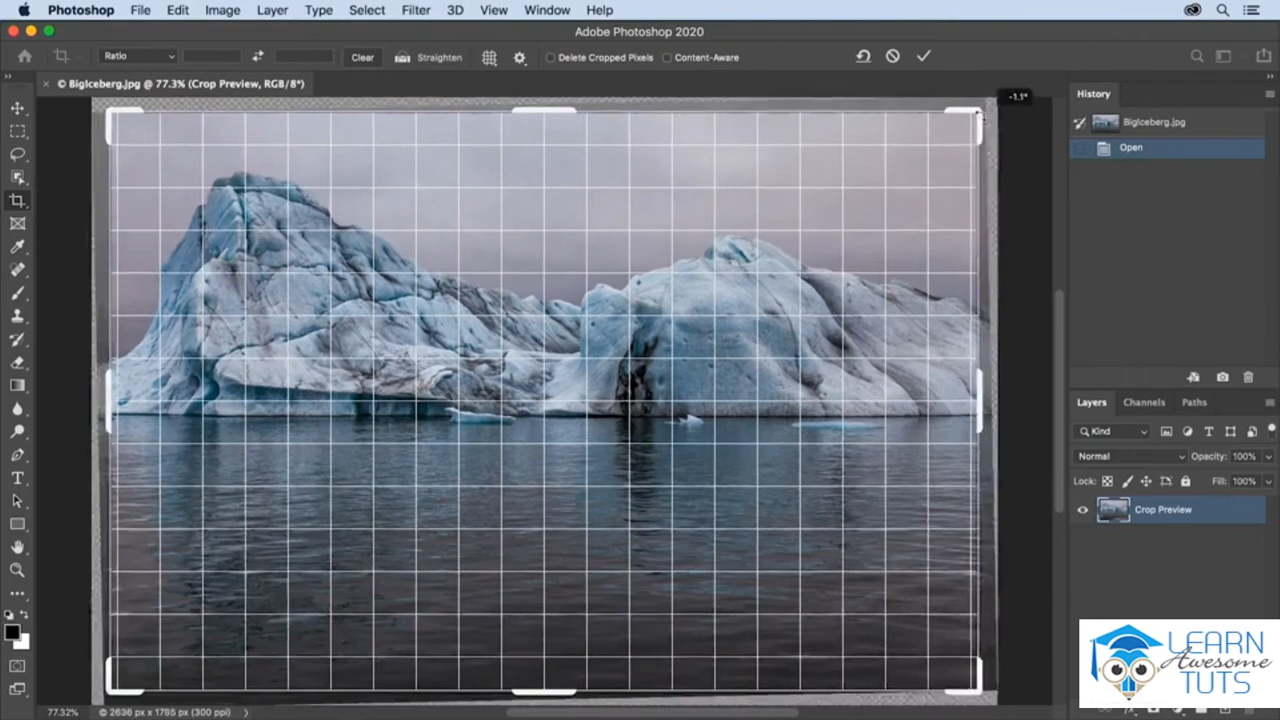 Photoshop File Edit Image Layer Type Select Filter 3D View Window Help
Adobe Photoshop 2020
Ratio Clear Straighten Delete Cropped Pixels Content-Aware
× © BigIceberg.jpg @ 77.3% (Crop Preview, RGB/8*)
-1.1°
History
BigIceberg.jpg
Open
Layers Channels Paths
Kind
Normal Opacity: 100%
Lock: Fill: 100%
Crop Preview
LEARN
Awesome
TUTS
77.32% © 2636 px x 1785 px (300 ppi)